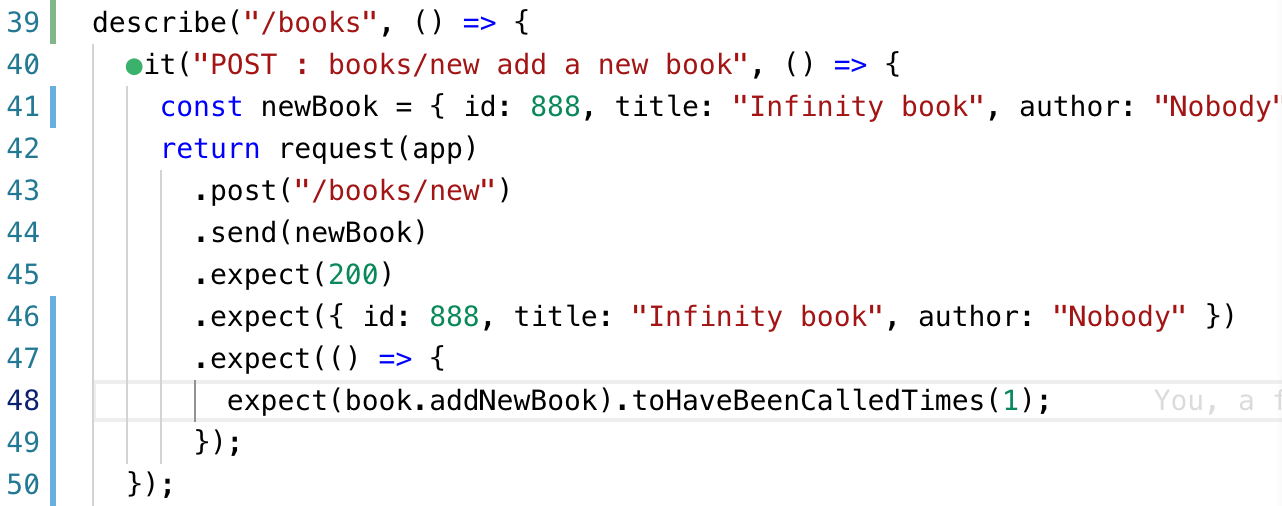 39 describe("/books", () => {
40 it("POST : books/new add a new book", () => {
41 const newBook = { id: 888, title: "Infinity book", author: "Nobody"
42 return request(app)
43 .post("/books/new")
44 .send(newBook)
45 .expect(200)
46 .expect({ id: 888, title: "Infinity book", author: "Nobody" })
47 .expect(() => {
48 expect(book.addNewBook).toHaveBeenCalledTimes(1); You, a f
49 });
50 });